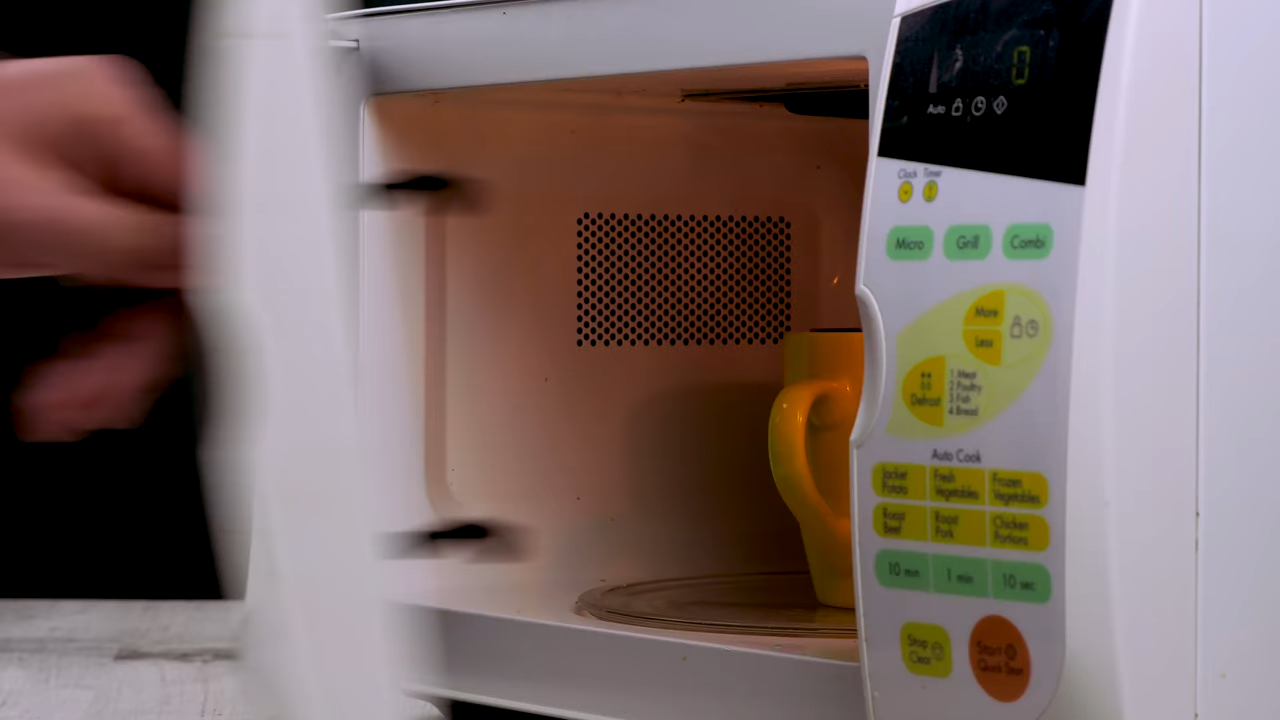 0
Auto
Clock Timer
Micro Grill Combi
More
Less
Defrost
1.Meat
2.Poultry
3.Fish
4.Bread
Auto Cook
Jacket Potato
Fresh Vegetables
Frozen Vegetables
Roast Beef
Roast Pork
Chicken Portions
10 min 1 min 10 sec
Stop
Clear
Start
Quick Start